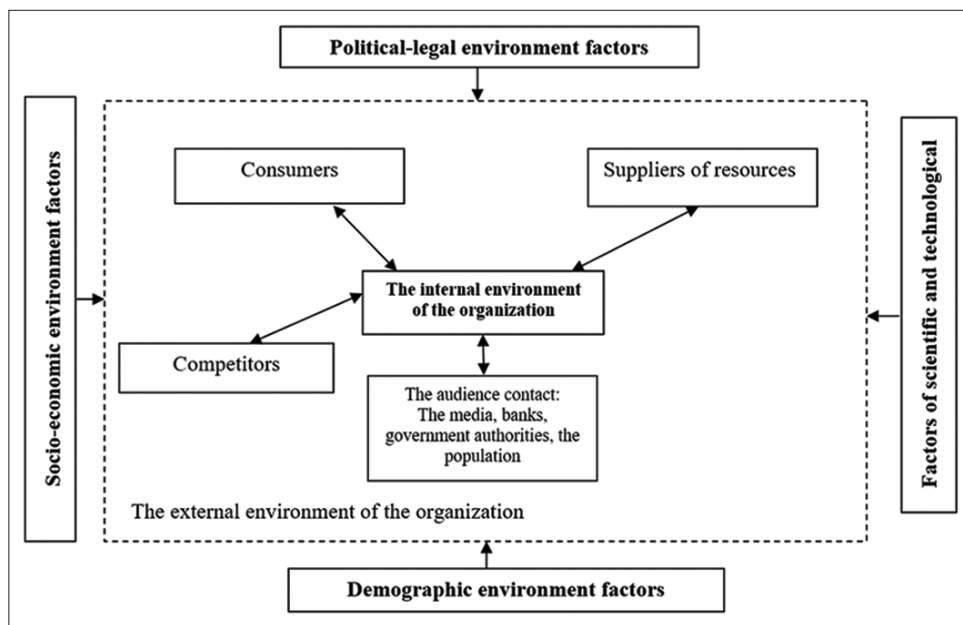 Political-legal environment factors
Socio-economic environment factors
Consumers
Suppliers of resources
Factors of scientific and technological
The internal environment
of the organization
Competitors
The audience contact:
The media, banks,
government authorities, the
population
The external environment of the organization
Demographic environment factors